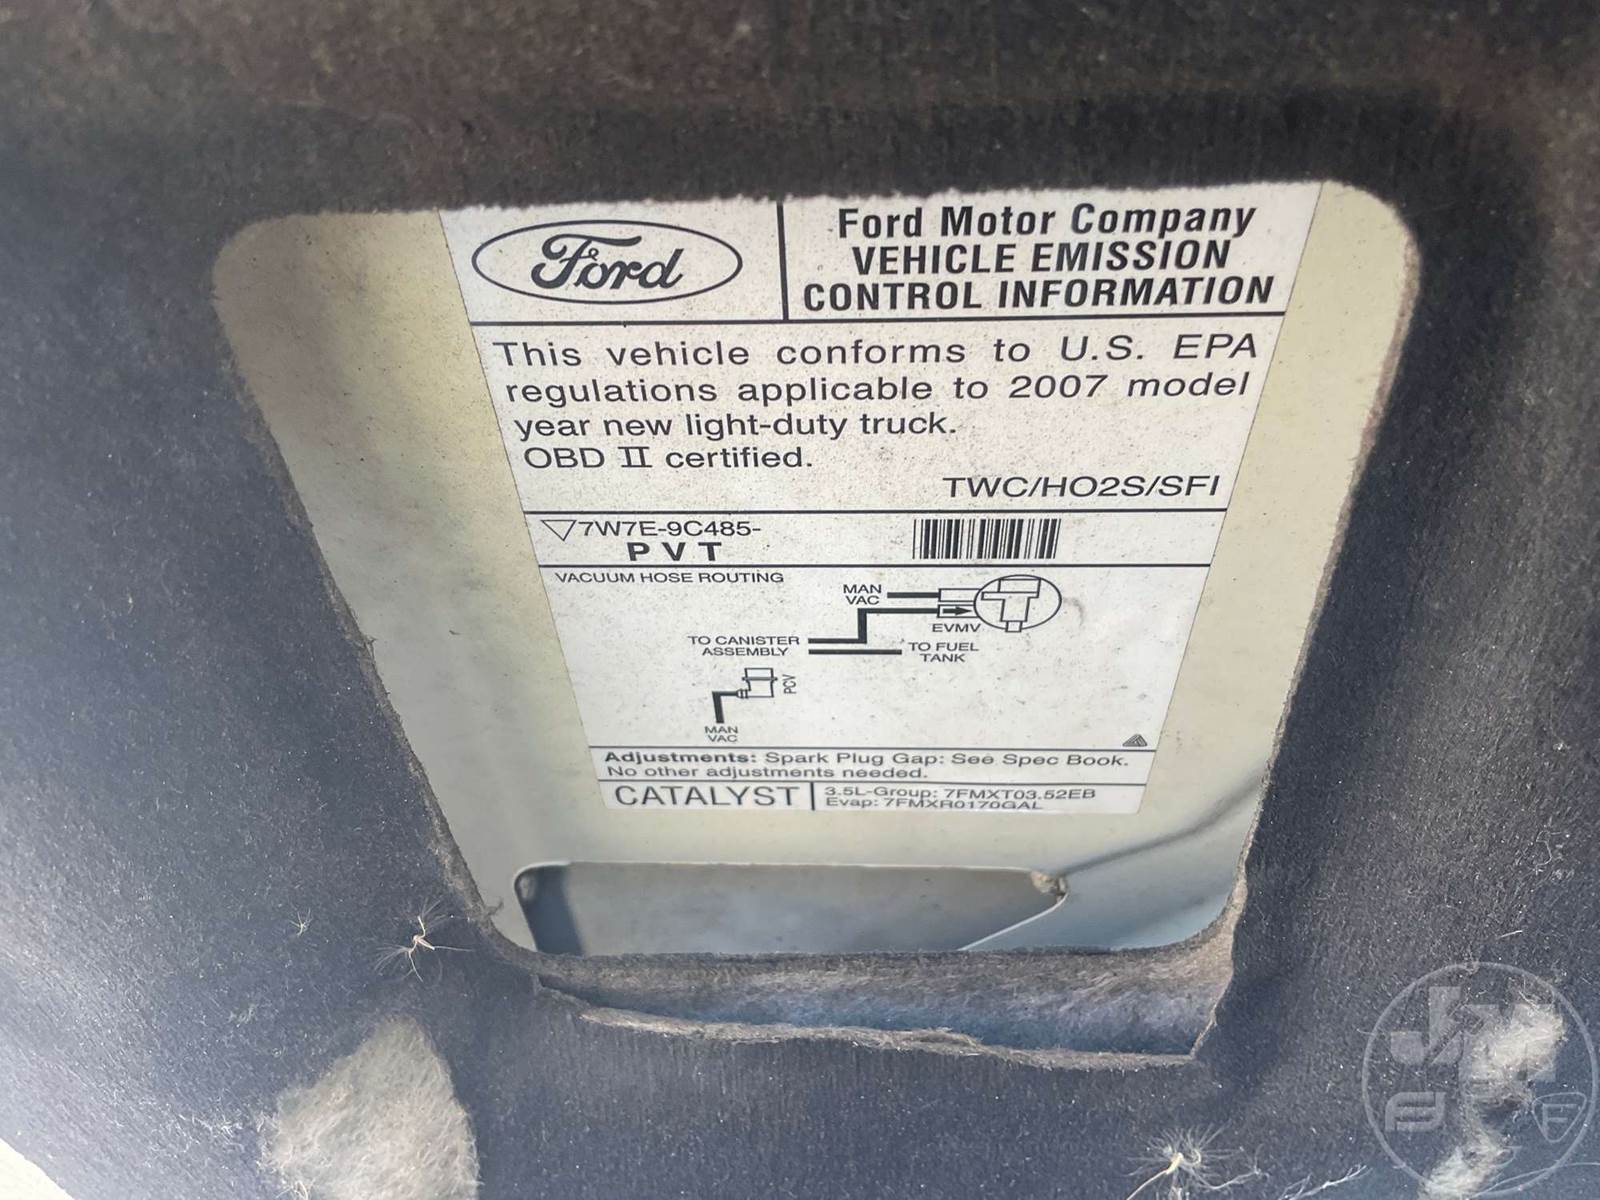 Ford
Ford Motor Company
VEHICLE EMISSION
CONTROL INFORMATION
This vehicle conforms to U.S. EPA
regulations applicable to 2007 model
year new light-duty truck.
OBD II certified.
TWC/HO2S/SFI
7W7E-9C485-
PVT
VACUUM HOSE ROUTING
MAN
VAC
EVMV
TO CANISTER
ASSEMBLY
TO FUEL
TANK
PCV
MAN
VAC
Adjustments: Spark Plug Gap: See Spec Book.
No other adjustments needed.
CATALYST
3.5L-Group: 7FMXT03.52EB
Evap: 7FMXR0170GAL